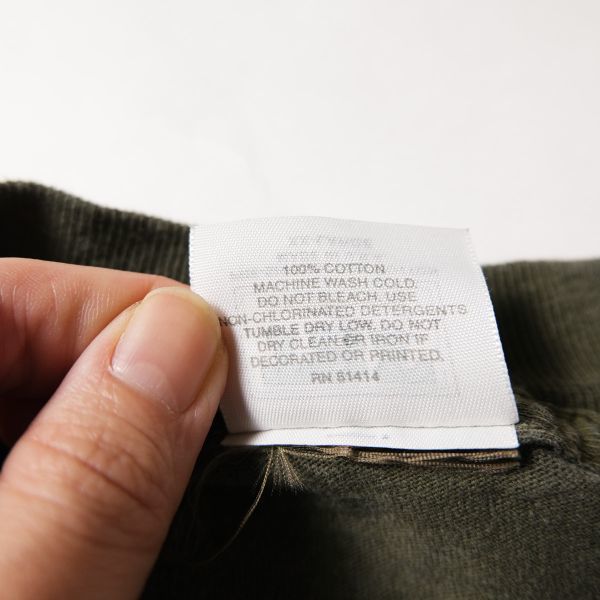 100% COTTON
MACHINE WASH COLD.
DO NOT BLEACH, USE
NON-CHLORINATED DETERGENTS
TUMBLE DRY LOW. DO NOT
DRY CLEAN OR IRON IF
DECORATED OR PRINTED.
RN 61414